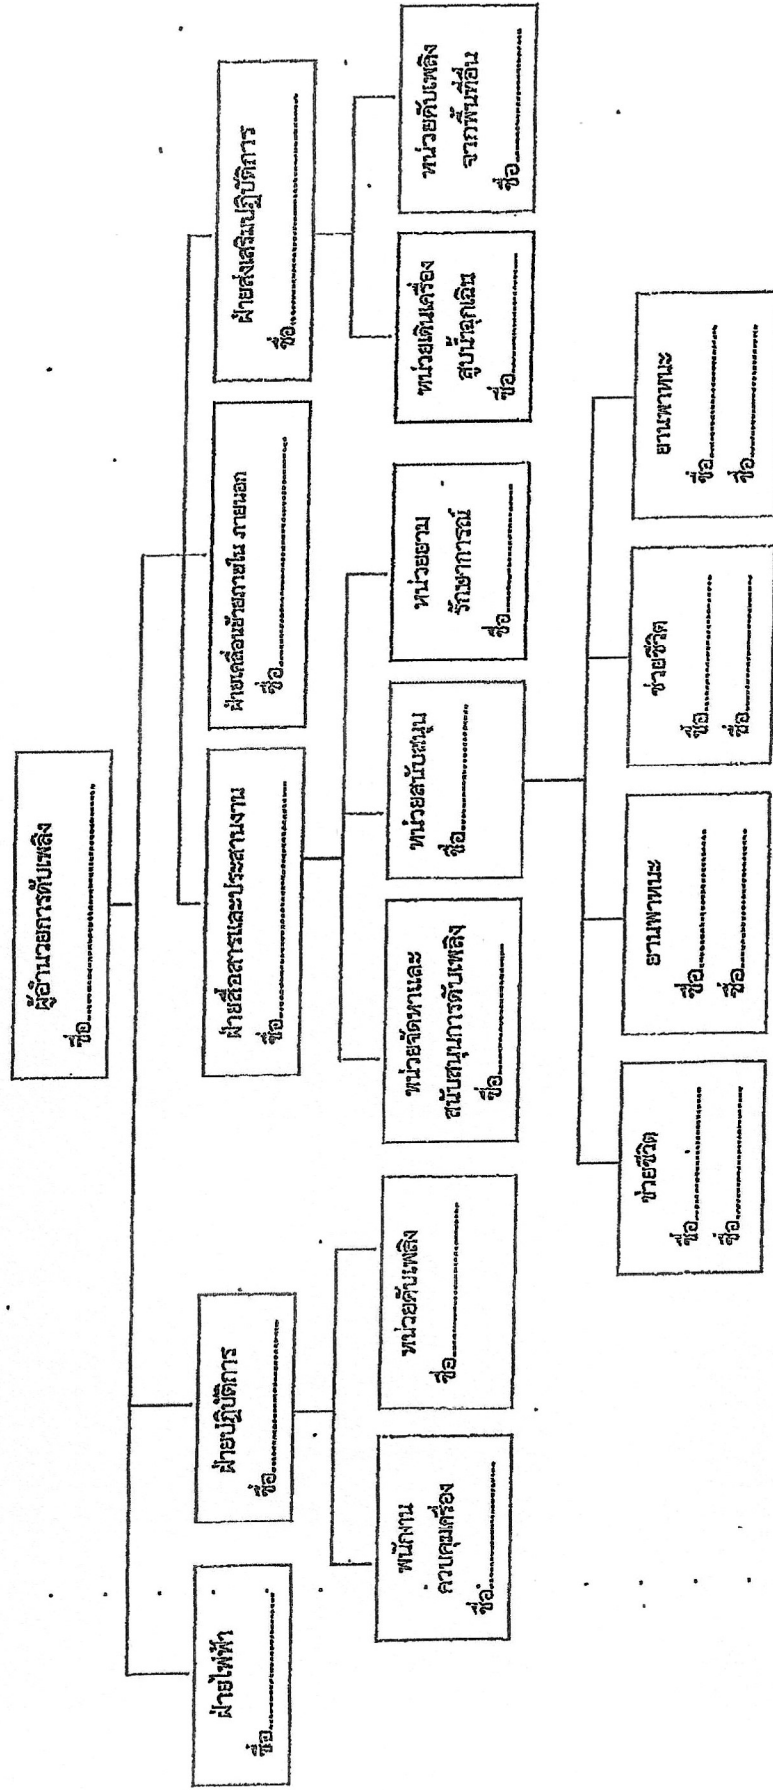 ผู้อำนวยการดับเพลิง
ชื่อ..............................
ฝ่ายไฟฟ้า
ชื่อ....................
ฝ่ายปฏิบัติการ
ชื่อ....................
ฝ่ายสื่อสารและประสานงาน
ชื่อ..............................
ฝ่ายเคลื่อนย้ายภายใน ภายนอก
ชื่อ..............................
ฝ่ายส่งเสริมปฏิบัติการ
ชื่อ..............................
พนักงาน
ควบคุมเครื่อง
ชื่อ....................
หน่วยดับเพลิง
ชื่อ....................
หน่วยจัดหาและ
สนับสนุนการดับเพลิง
ชื่อ....................
หน่วยสนับสนุน
ชื่อ....................
หน่วยยาม
รักษาการณ์
ชื่อ....................
หน่วยเดินเครื่อง
สูบน้ำฉุกเฉิน
ชื่อ....................
หน่วยดับเพลิง
จากพื้นที่อื่น
ชื่อ....................
ช่วยชีวิต
ชื่อ....................
ชื่อ....................
ยานพาหนะ
ชื่อ....................
ชื่อ....................
ช่วยชีวิต
ชื่อ....................
ชื่อ....................
ยานพาหนะ
ชื่อ....................
ชื่อ....................